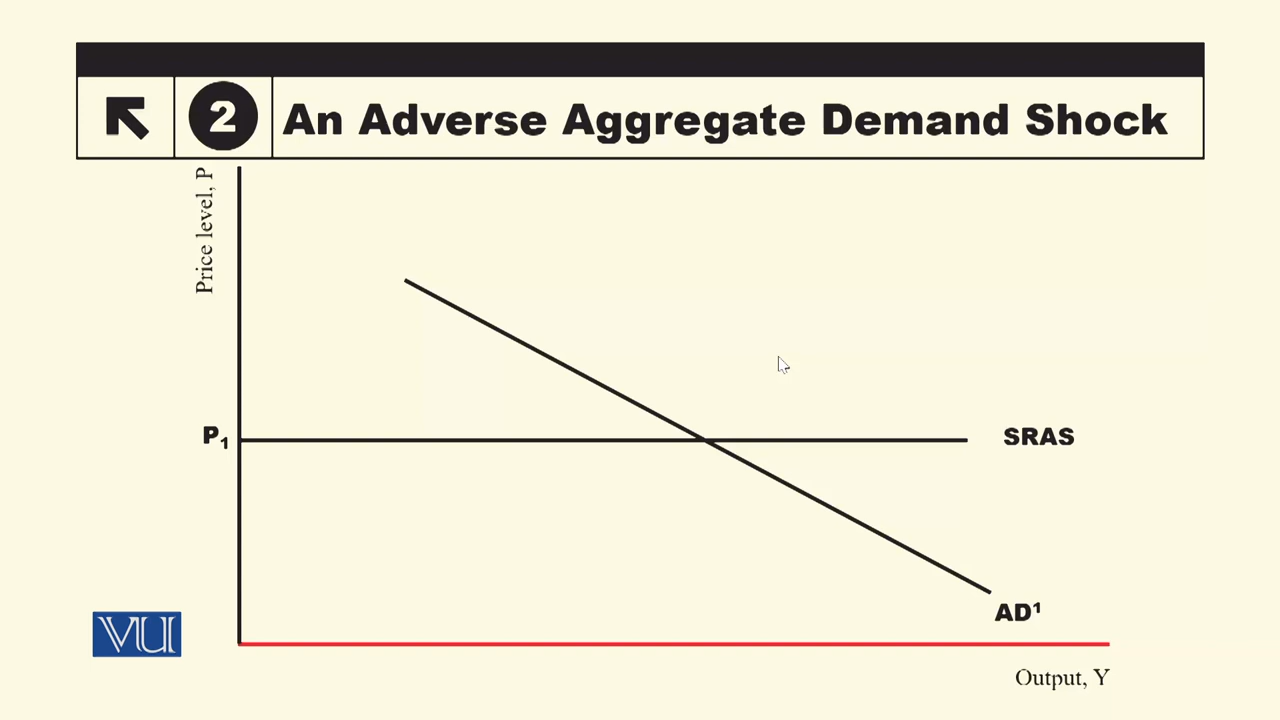 2 An Adverse Aggregate Demand Shock
Price level, P
P₁
SRAS
AD¹
VU
Output, Y